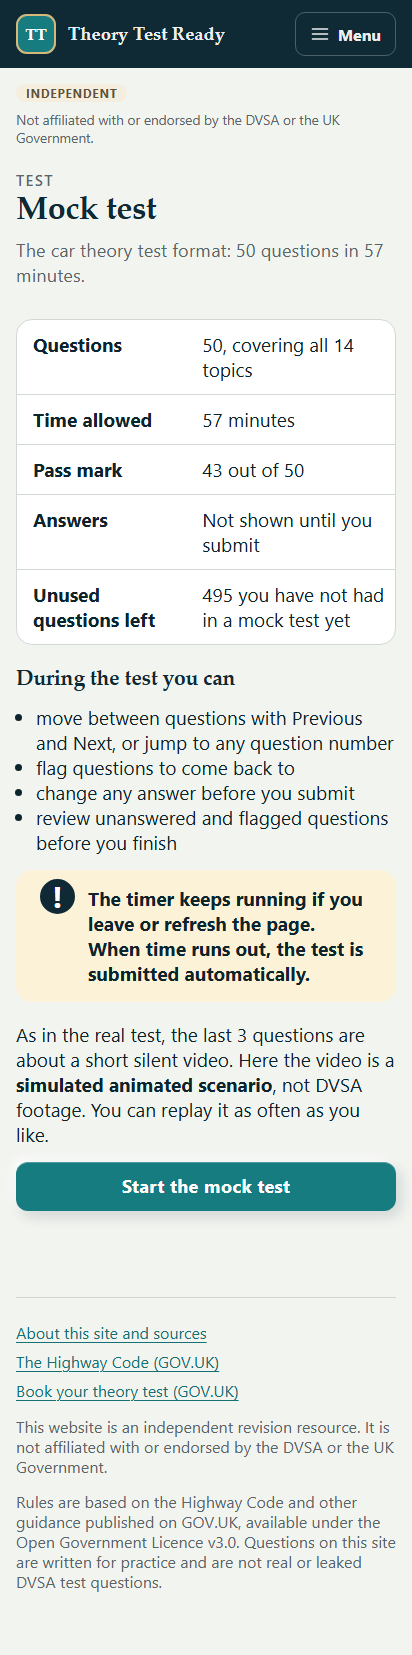 TT Theory Test Ready Menu
INDEPENDENT
Not affiliated with or endorsed by the DVSA or the UK
Government.
TEST
Mock test
The car theory test format: 50 questions in 57
minutes.
Questions 50, covering all 14
topics
Time allowed 57 minutes
Pass mark 43 out of 50
Answers Not shown until you
submit
Unused 495 you have not had
questions left in a mock test yet
During the test you can
• move between questions with Previous
and Next, or jump to any question number
• flag questions to come back to
• change any answer before you submit
• review unanswered and flagged questions
before you finish
! The timer keeps running if you
leave or refresh the page.
When time runs out, the test is
submitted automatically.
As in the real test, the last 3 questions are
about a short silent video. Here the video is a
simulated animated scenario, not DVSA
footage. You can replay it as often as you
like.
Start the mock test
About this site and sources
The Highway Code (GOV.UK)
Book your theory test (GOV.UK)
This website is an independent revision resource. It is
not affiliated with or endorsed by the DVSA or the UK
Government.
Rules are based on the Highway Code and other
guidance published on GOV.UK, available under the
Open Government Licence v3.0. Questions on this site
are written for practice and are not real or leaked
DVSA test questions.